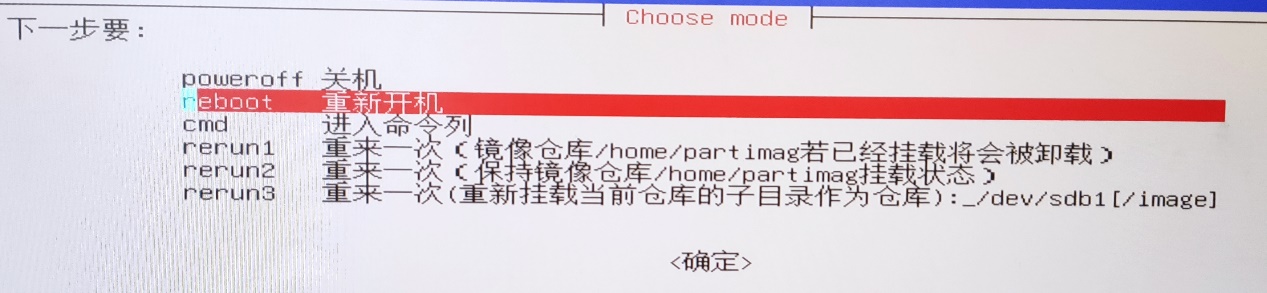 Choose mode
下一步要:
poweroff 关机
reboot 重新开机
cmd 进入命令列
rerun1 重来一次 (镜像仓库/home/partimag若已经挂载将会被卸载)
rerun2 重来一次 (保持镜像仓库/home/partimag挂载状态)
rerun3 重来一次(重新挂载当前仓库的子目录作为仓库):_/dev/sdb1[/image]
<确定>